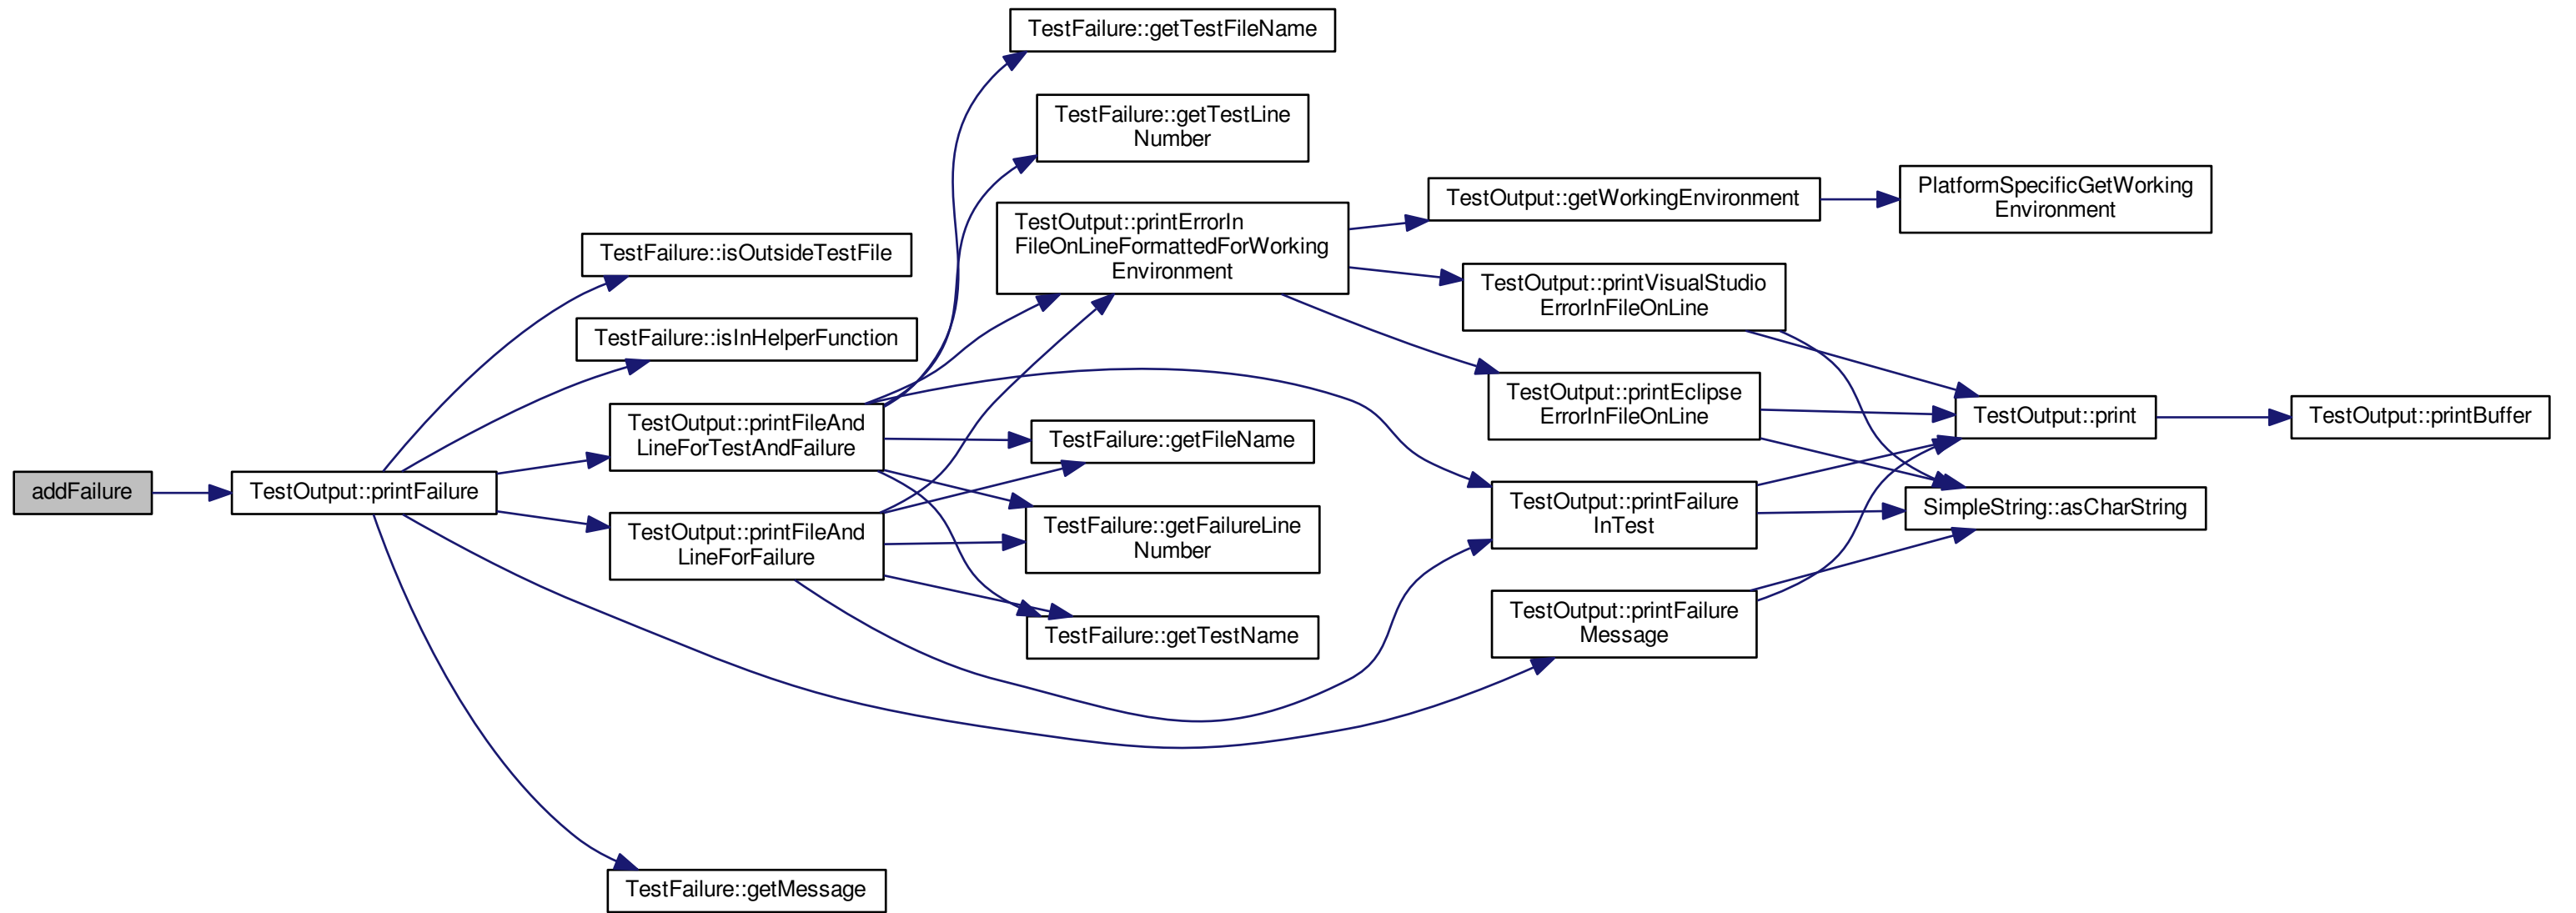 addFailure
TestOutput::printFailure
TestFailure::isOutsideTestFile
TestFailure::isInHelperFunction
TestOutput::printFileAnd
LineForTestAndFailure
TestOutput::printFileAnd
LineForFailure
TestFailure::getMessage
TestFailure::getTestFileName
TestFailure::getTestLine
Number
TestOutput::printErrorIn
FileOnLineFormattedForWorking
Environment
TestFailure::getFileName
TestFailure::getFailureLine
Number
TestFailure::getTestName
TestOutput::getWorkingEnvironment
TestOutput::printVisualStudio
ErrorInFileOnLine
TestOutput::printEclipse
ErrorInFileOnLine
TestOutput::printFailure
InTest
TestOutput::printFailure
Message
PlatformSpecificGetWorking
Environment
TestOutput::print
SimpleString::asCharString
TestOutput::printBuffer